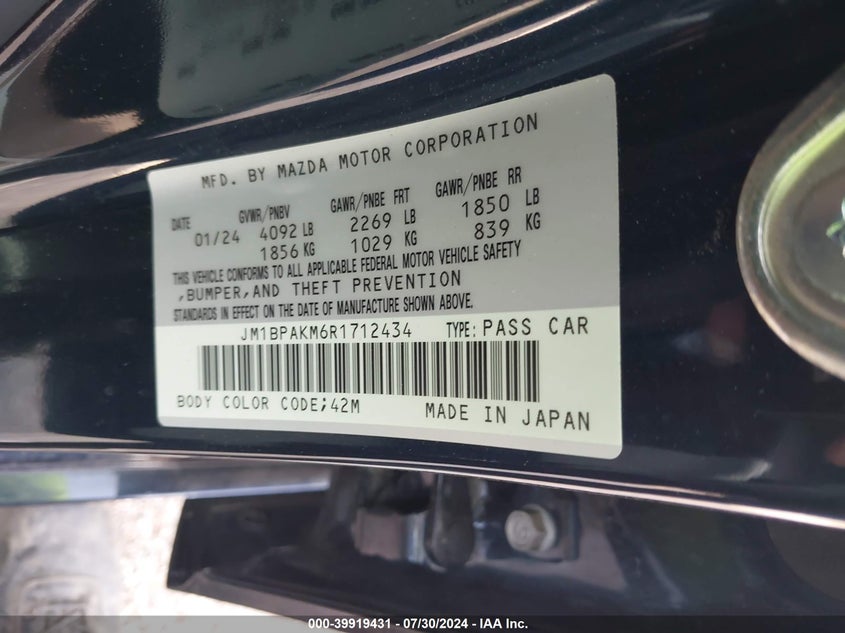 MFD. BY MAZDA MOTOR CORPORATION
DATE GVWR/PNBV GAWR/PNBE FRT GAWR/PNBE RR
01/24 4092 LB 2269 LB 1850 LB
1856 KG 1029 KG 839 KG
THIS VEHICLE CONFORMS TO ALL APPLICABLE FEDERAL MOTOR VEHICLE SAFETY
,BUMPER,AND THEFT PREVENTION
STANDARDS IN EFFECT ON THE DATE OF MANUFACTURE SHOWN ABOVE.
JM1BPAKM6R1712434 TYPE: PASS CAR
BODY COLOR CODE;42M MADE IN JAPAN
000-39919431 - 07/30/2024 - IAA Inc.